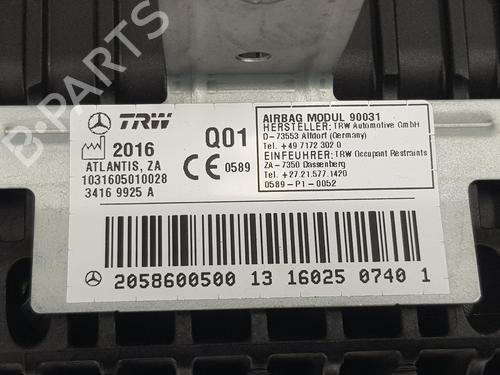 TRW
Q01
2016
ATLANTIS, ZA
1031605010028
3416 9925 A
CE 0589
AIRBAG MODUL 90031
HERSTELLER: TRW Automotive GmbH
D-73553 Alfdorf (Germany)
Tel. +49 7172 302 0
EINFEUHRER: TRW Occupant Restraints
ZA-7350 Dassenberg
Tel. +27.21.577.1420
0589-P1-0052
2058600500 13 16025 0740 1
B